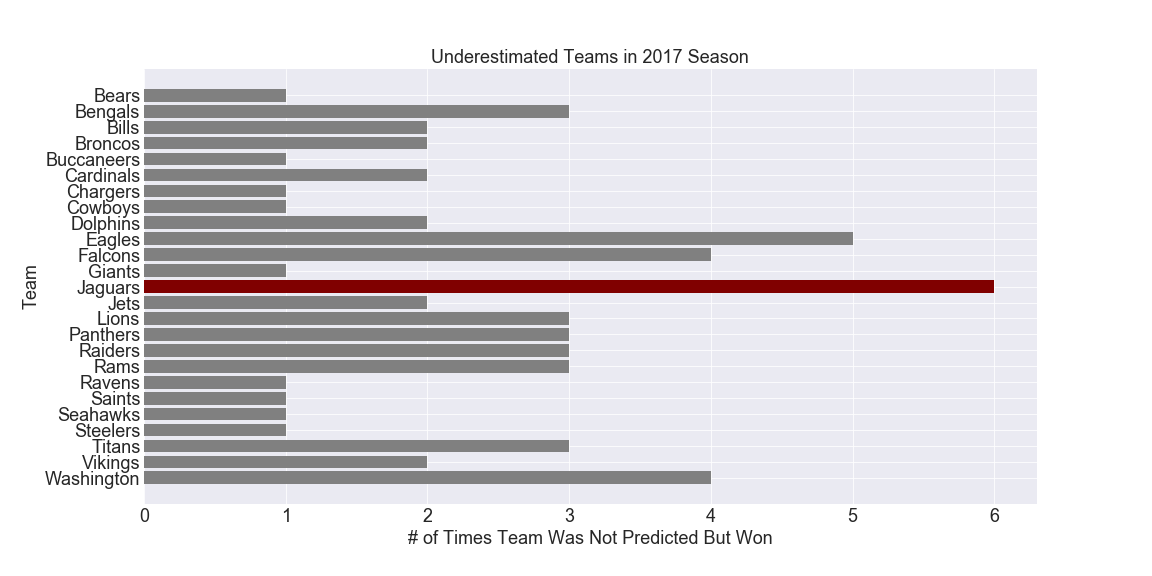 Underestimated Teams in 2017 Season
Team
Bears
Bengals
Bills
Broncos
Buccaneers
Cardinals
Chargers
Cowboys
Dolphins
Eagles
Falcons
Giants
Jaguars
Jets
Lions
Panthers
Raiders
Rams
Ravens
Saints
Seahawks
Steelers
Titans
Vikings
Washington
0 1 2 3 4 5 6
# of Times Team Was Not Predicted But Won